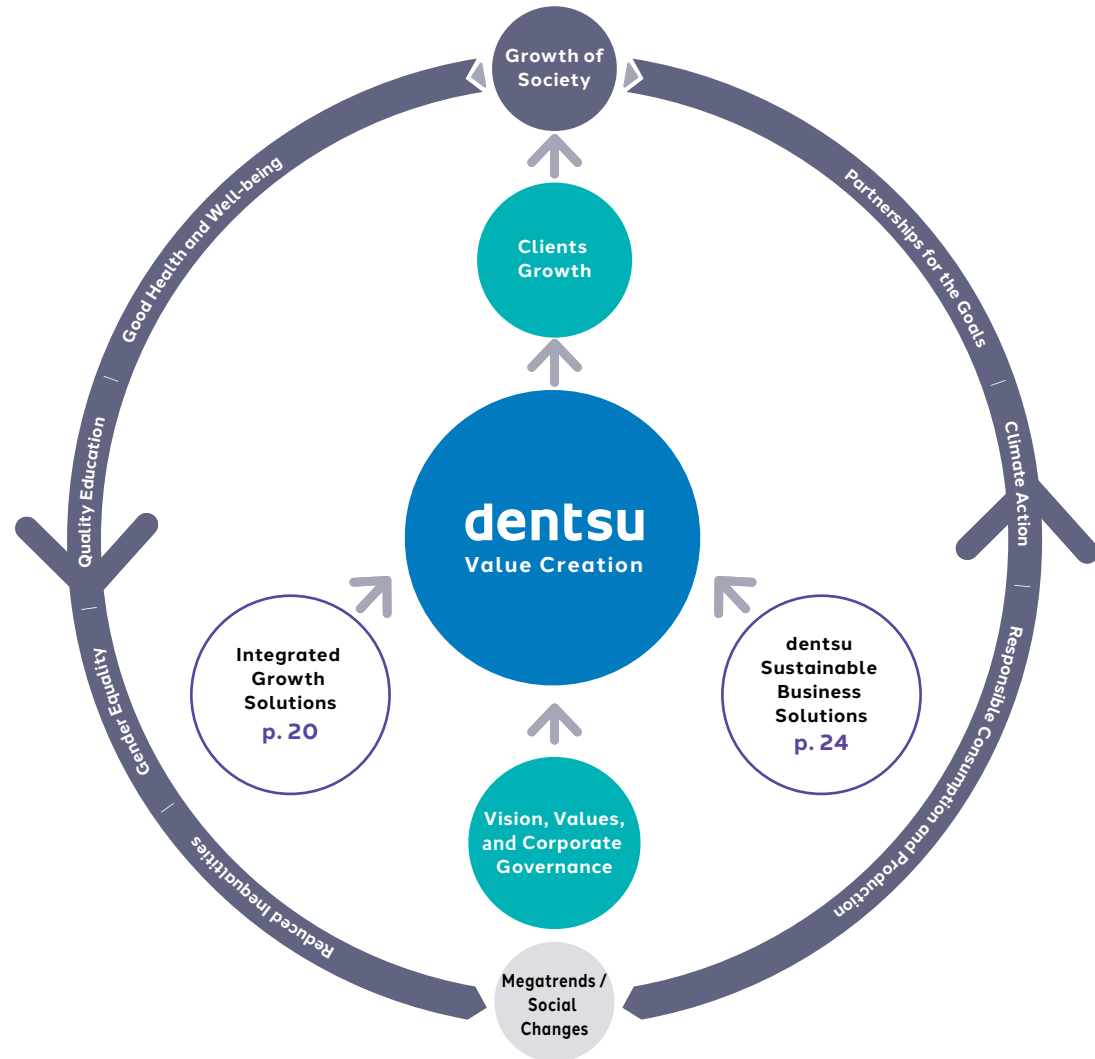 Growth of
Society
Clients
Growth
dentsu
Value Creation
Integrated
Growth
Solutions
p. 20
dentsu
Sustainable
Business
Solutions
p. 24
Vision, Values,
and Corporate
Governance
Megatrends /
Social
Changes
Good Health and Well-being
Quality Education
Gender Equality
Reduced Inequaltities
Partnerships for the Goals
Climate Action
Responsible Consumption and Production